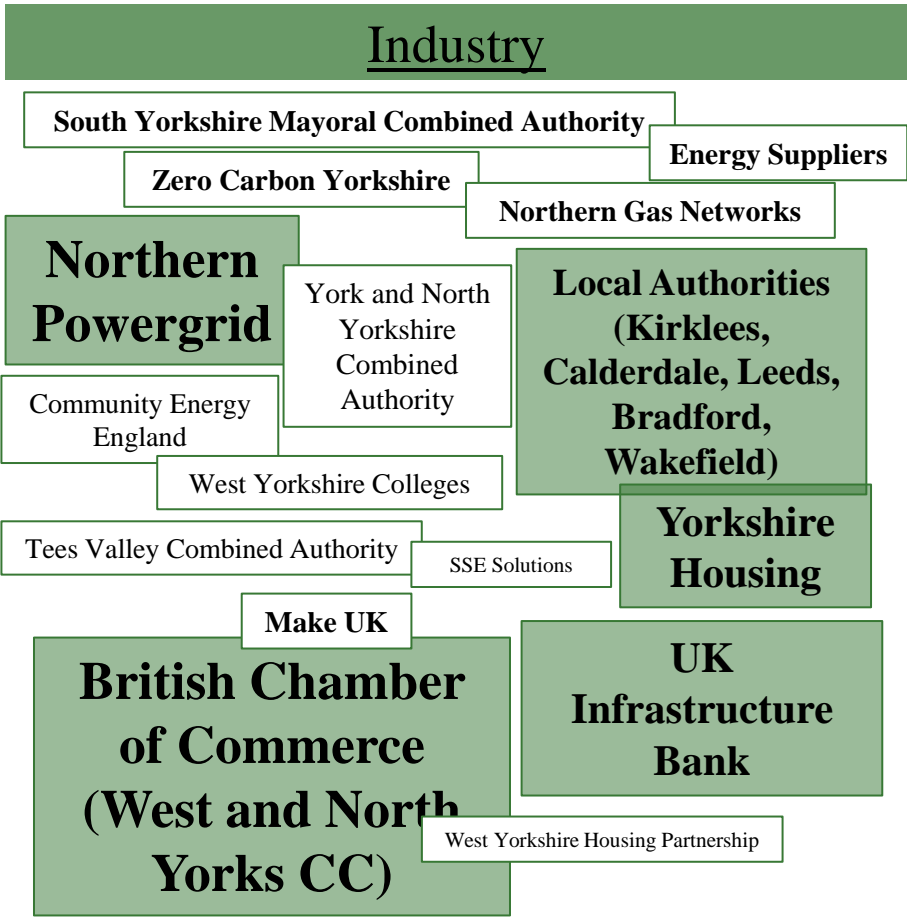 Industry
South Yorkshire Mayoral Combined Authority
Energy Suppliers
Zero Carbon Yorkshire
Northern Gas Networks
Northern
Powergrid
York and North
Yorkshire
Combined
Authority
Local Authorities
(Kirklees,
Calderdale, Leeds,
Bradford,
Wakefield)
Community Energy
England
West Yorkshire Colleges
Yorkshire
Housing
Tees Valley Combined Authority
SSE Solutions
Make UK
British Chamber
of Commerce
(West and North
Yorks CC)
UK
Infrastructure
Bank
West Yorkshire Housing Partnership